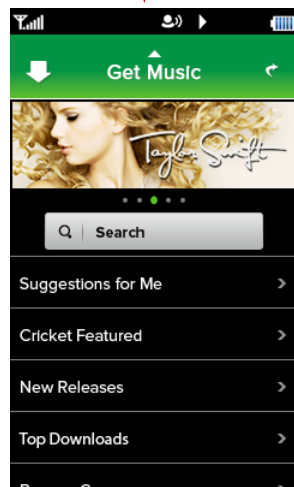 Get Music
Taylor Swift
Search
Suggestions for Me
Cricket Featured
New Releases
Top Downloads